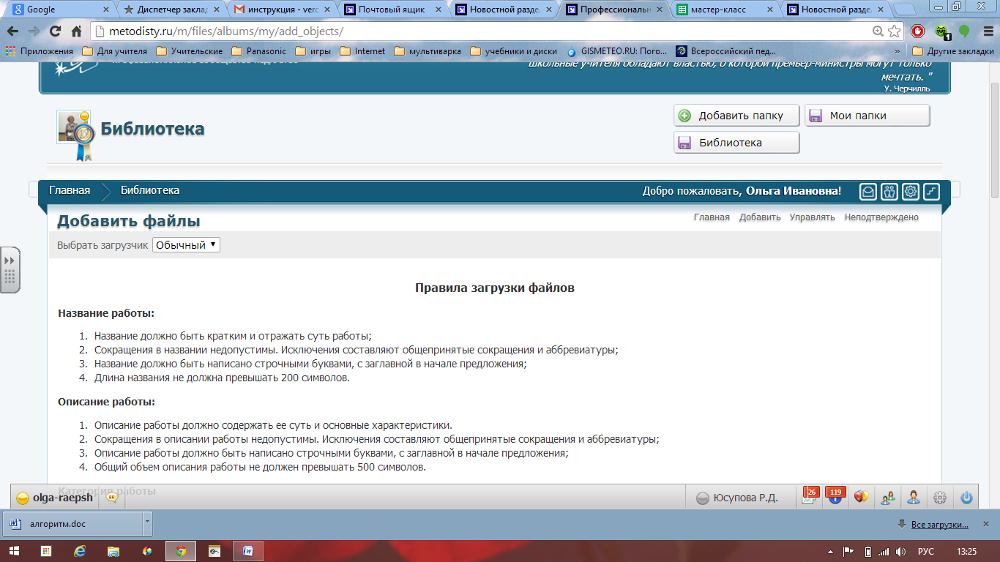 Google
Диспетчер заклад
инструкция - verc
Почтовый ящик
Новостной разде
Профессиональн
мастер-класс
Новостной разде
metodisty.ru/m/files/albums/my/add_objects/
Приложения
Для учителя
Учительские
Panasonic
игры
Internet
мультиварка
учебники и диски
GISMETEO.RU: Пого...
Всероссийский пед...
»
Другие закладки
школьные учителя обладают властью, о которой премьер-министры могут только
мечтать. "
У. Черчилль
Библиотека
Добавить папку
Мои папки
Библиотека
Главная
Библиотека
Добро пожаловать, Ольга Ивановна!
Добавить файлы
Главная Добавить Управлять Неподтверждено
Выбрать загрузчик Обычный
Правила загрузки файлов
Название работы:
1. Название должно быть кратким и отражать суть работы;
2. Сокращения в названии недопустимы. Исключения составляют общепринятые сокращения и аббревиатуры;
3. Название должно быть написано строчными буквами, с заглавной в начале предложения;
4. Длина названия не должна превышать 200 символов.
Описание работы:
1. Описание работы должно содержать ее суть и основные характеристики.
2. Сокращения в описании работы недопустимы. Исключения составляют общепринятые сокращения и аббревиатуры;
3. Описание работы должно быть написано строчными буквами, с заглавной в начале предложения;
4. Общий объем описания работы не должен превышать 500 символов.
Категория работы
olga-raepsh
Юсупова Р.Д.
26
119
алгоритм.doc
Все загрузки...
РУС
13:25